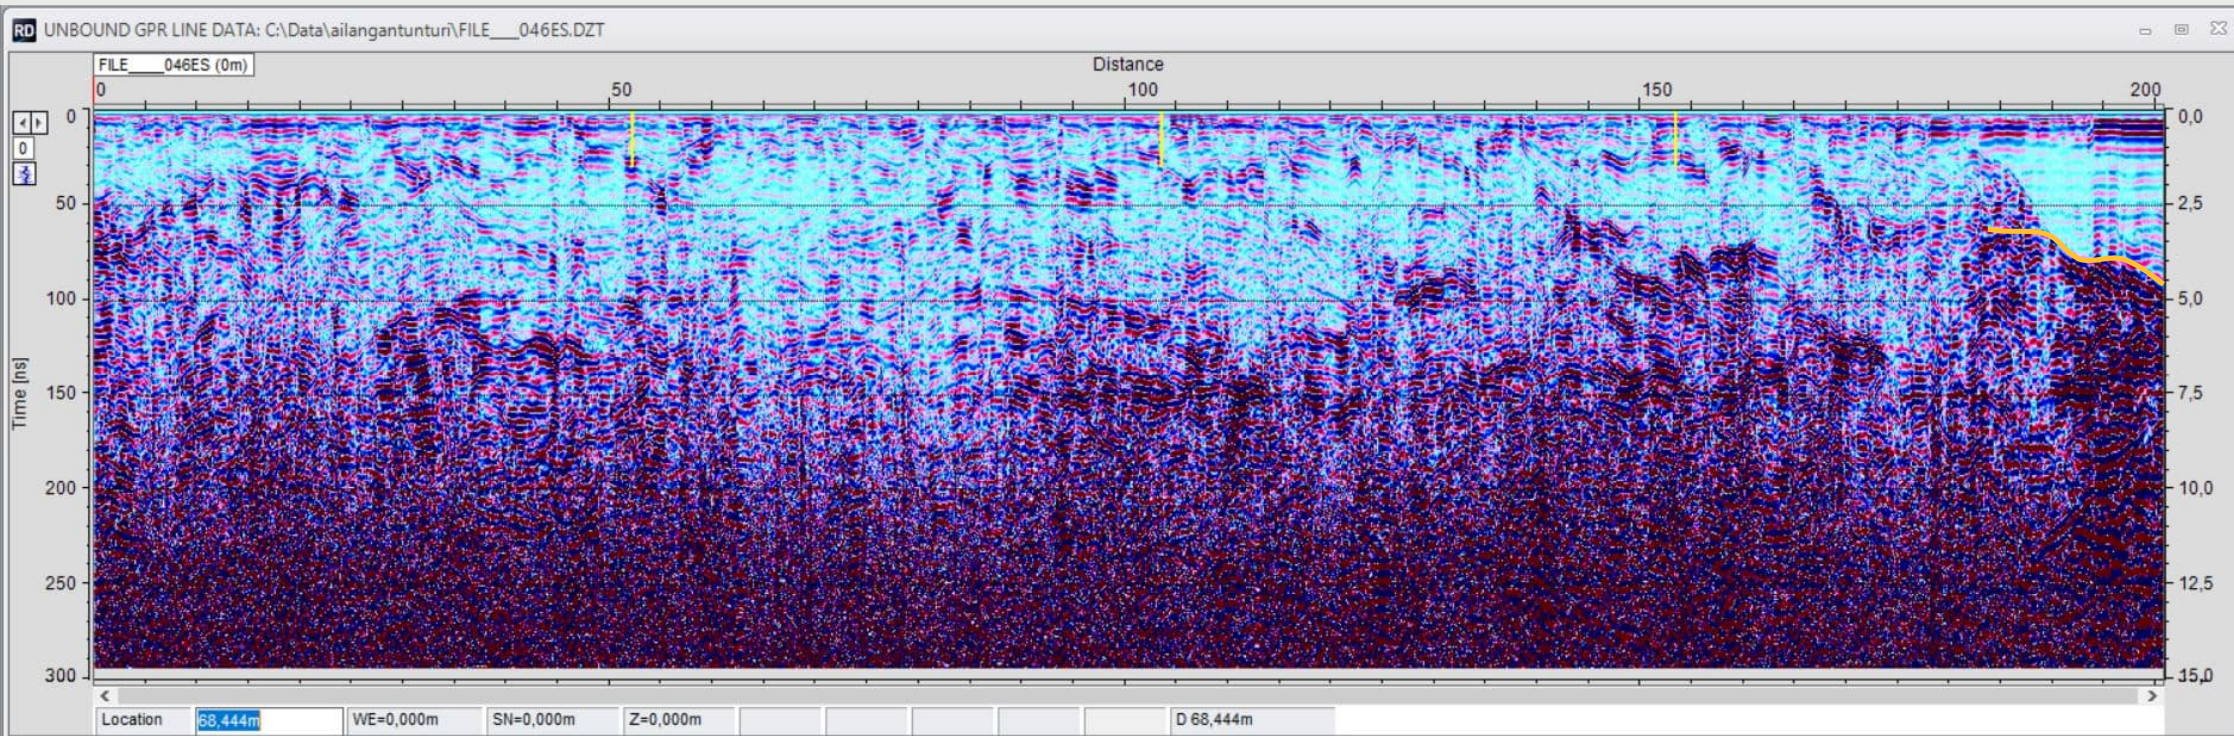 RD UNBOUND GPR LINE DATA: C:\Data\ailangantunturi\FILE___046ES.DZT
FILE____046ES (0m)
Distance
0 50 100 150 200
0 0,0
0
50 2,5
100 5,0
150 7,5
200 10,0
250 12,5
300 15,0
Time [ns]
Location 68,444m WE=0,000m SN=0,000m Z=0,000m D 68,444m